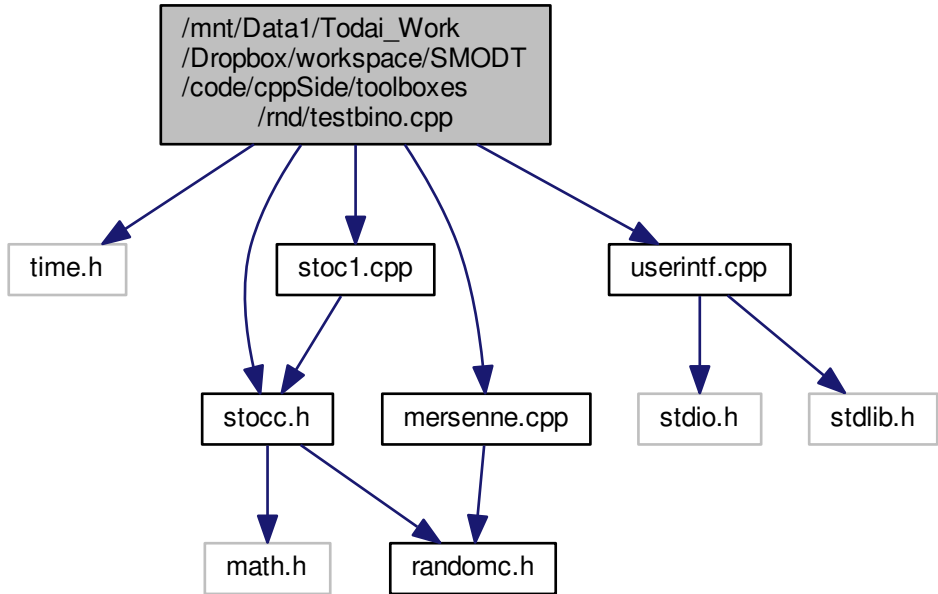 /mnt/Data1/Todai_Work
/Dropbox/workspace/SMODT
/code/cppSide/toolboxes
/rnd/testbino.cpp
time.h
stoc1.cpp
userintf.cpp
stocc.h
mersenne.cpp
stdio.h
stdlib.h
math.h
randomc.h